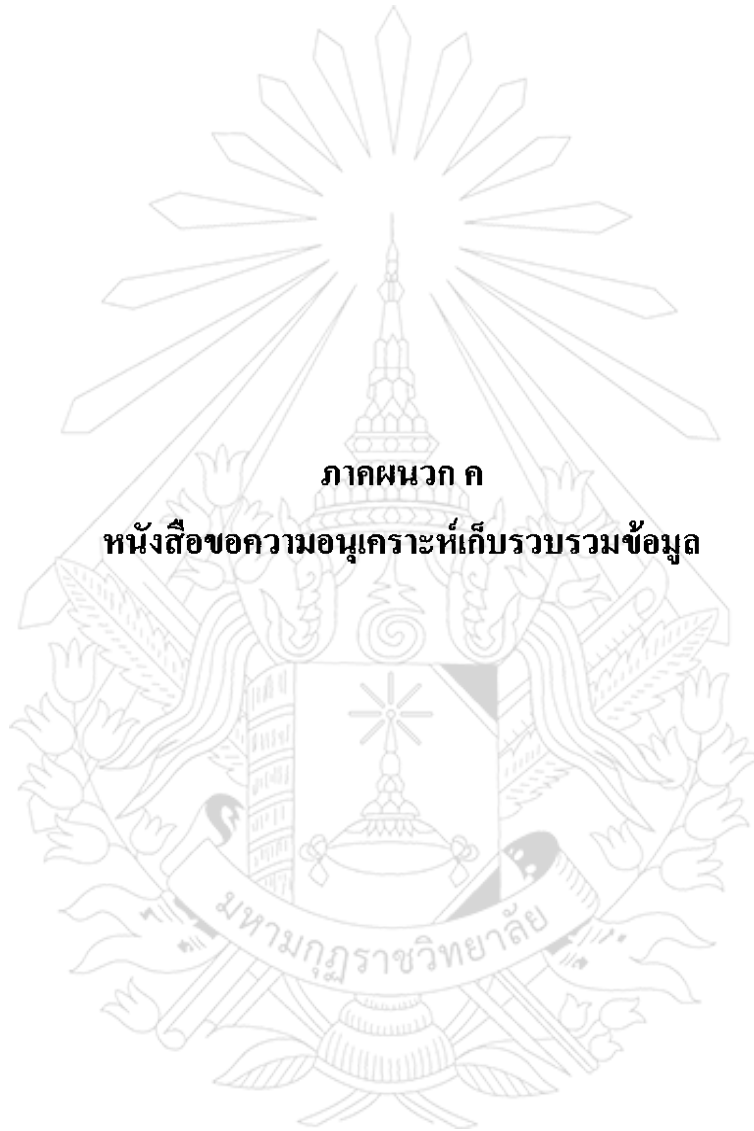 ภาคผนวก ค
หนังสือขอความอนุเคราะห์เก็บรวบรวมข้อมูล
มหามกุฏราชวิทยาลัย